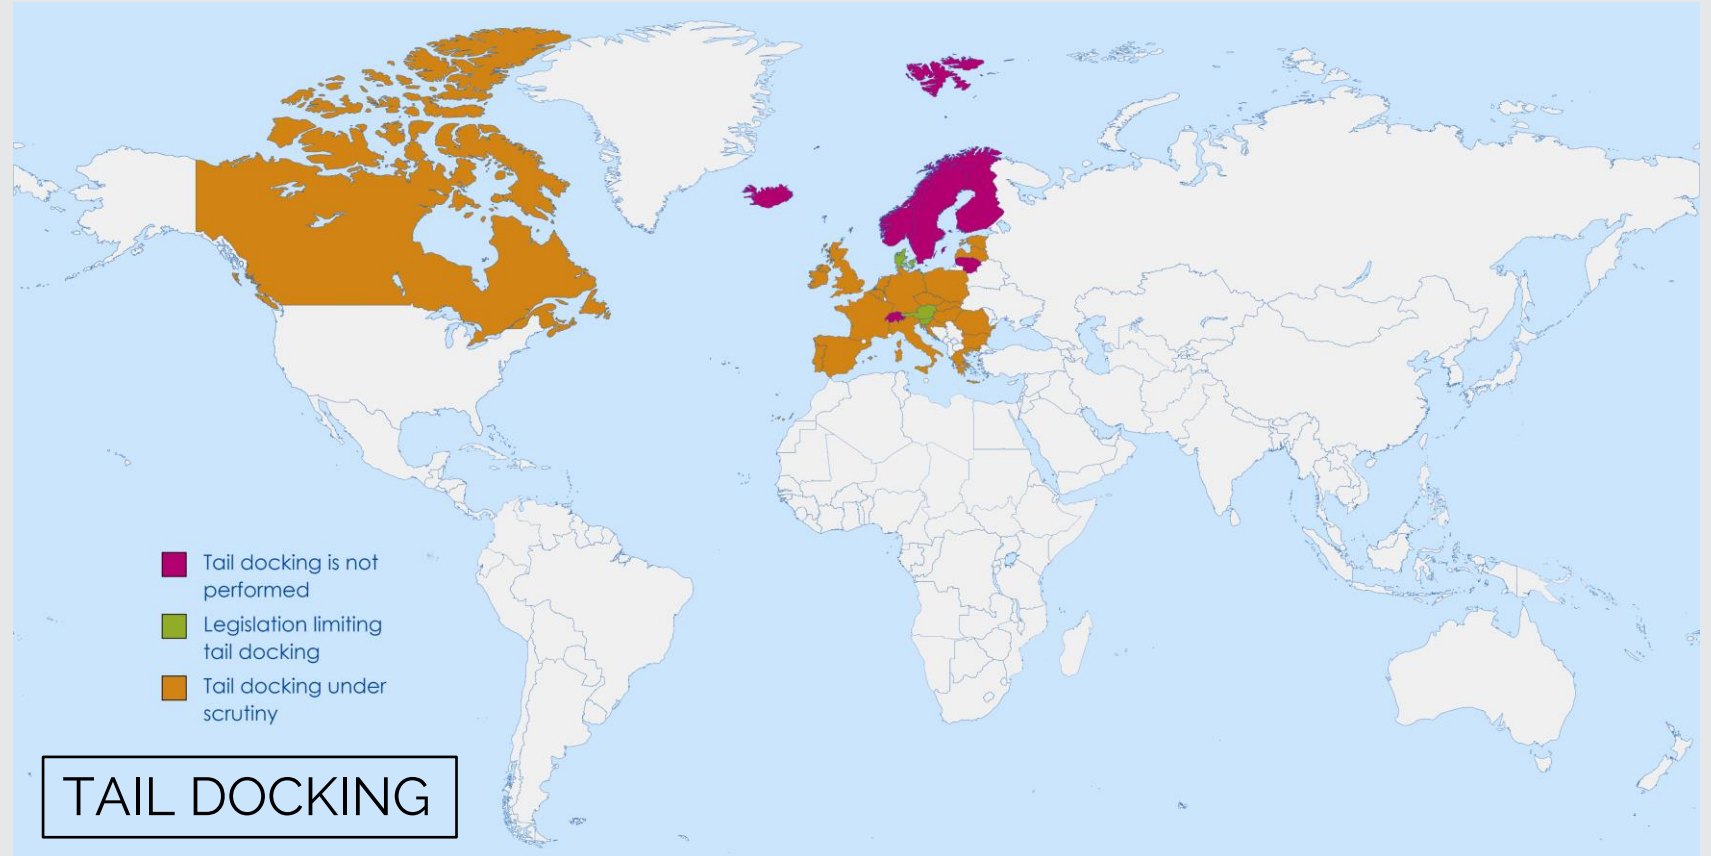 Tail docking is not
performed
Legislation limiting
tail docking
Tail docking under
scrutiny
TAIL DOCKING